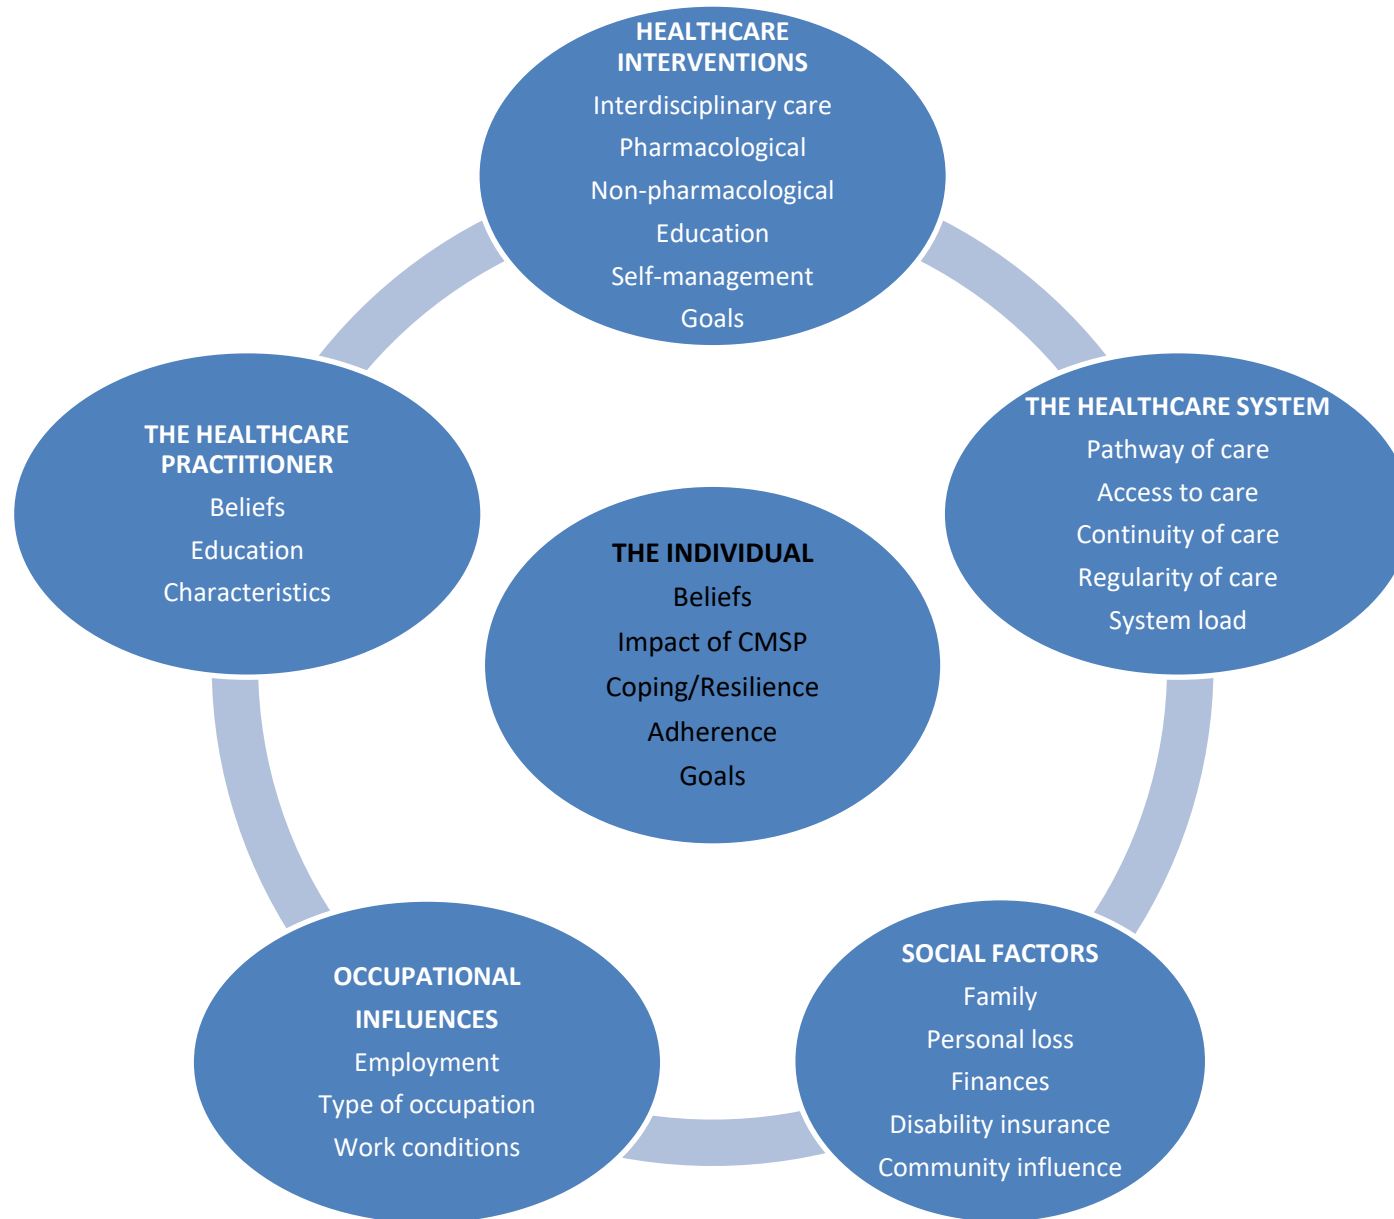 HEALTHCARE
INTERVENTIONS
Interdisciplinary care
Pharmacological
Non-pharmacological
Education
Self-management
Goals
THE HEALTHCARE
PRACTITIONER
Beliefs
Education
Characteristics
THE HEALTHCARE SYSTEM
Pathway of care
Access to care
Continuity of care
Regularity of care
System load
THE INDIVIDUAL
Beliefs
Impact of CMSP
Coping/Resilience
Adherence
Goals
OCCUPATIONAL
INFLUENCES
Employment
Type of occupation
Work conditions
SOCIAL FACTORS
Family
Personal loss
Finances
Disability insurance
Community influence